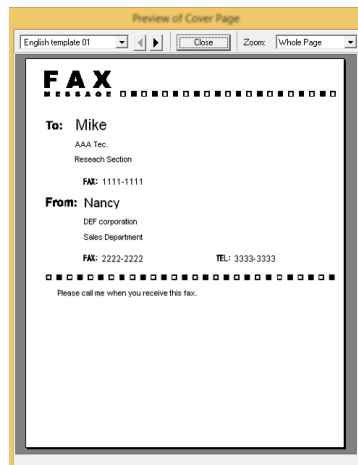 Preview of Cover Page
English template 01 Close Zoom: Whole Page
FAX
MESSAGE
To: Mike
AAA Tec.
Reseach Section
FAX: 1111-1111
From: Nancy
DEF corporation
Sales Department
FAX: 2222-2222 TEL: 3333-3333
Please call me when you receive this fax.